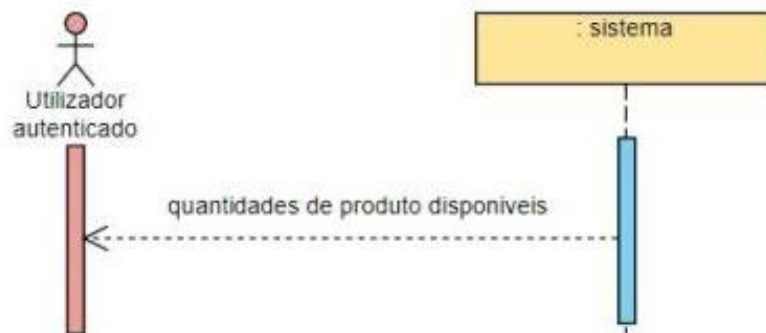 : sistema
Utilizador
autenticado
quantidades de produto disponiveis